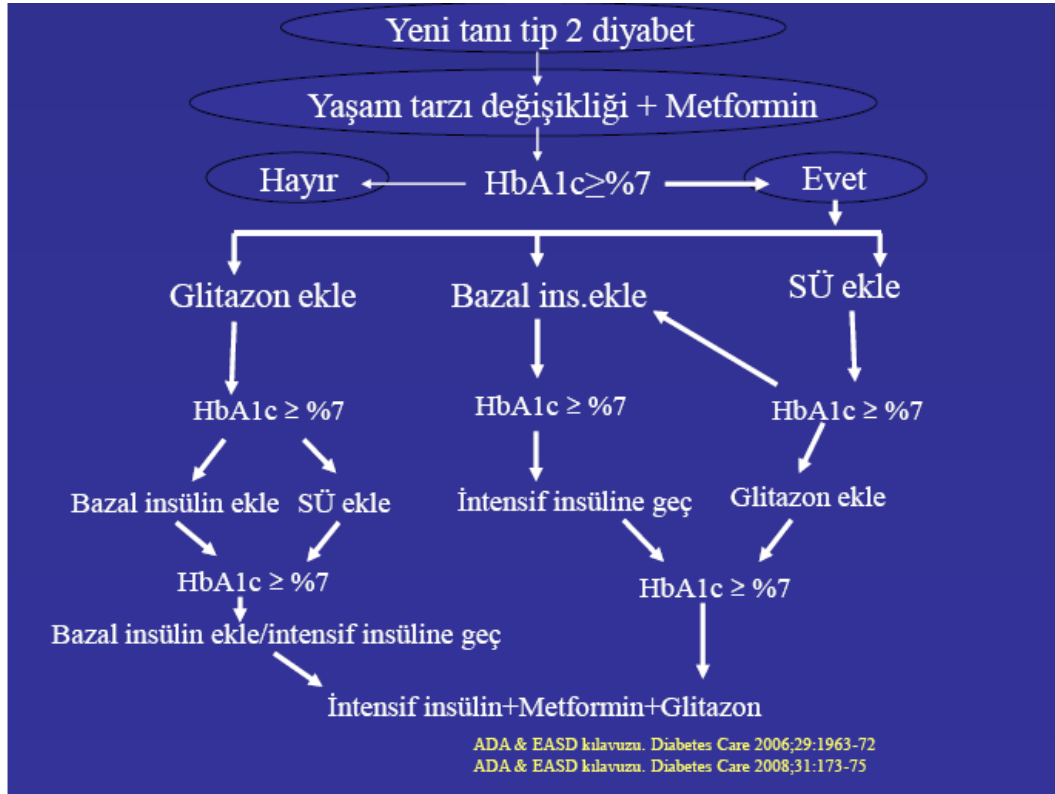 Yeni tanı tip 2 diyabet
Yaşam tarzı değişikliği + Metformin
Hayır
HbA1c≥%7
Evet
Glitazon ekle
Bazal ins.ekle
SÜ ekle
HbA1c ≥ %7
HbA1c ≥ %7
HbA1c ≥ %7
Bazal insülin ekle
SÜ ekle
İntensif insüline geç
Glitazon ekle
HbA1c ≥ %7
HbA1c ≥ %7
Bazal insülin ekle/intensif insüline geç
İntensif insülin+Metformin+Glitazon
ADA & EASD kılavuzu. Diabetes Care 2006;29:1963-72
ADA & EASD kılavuzu. Diabetes Care 2008;31:173-75